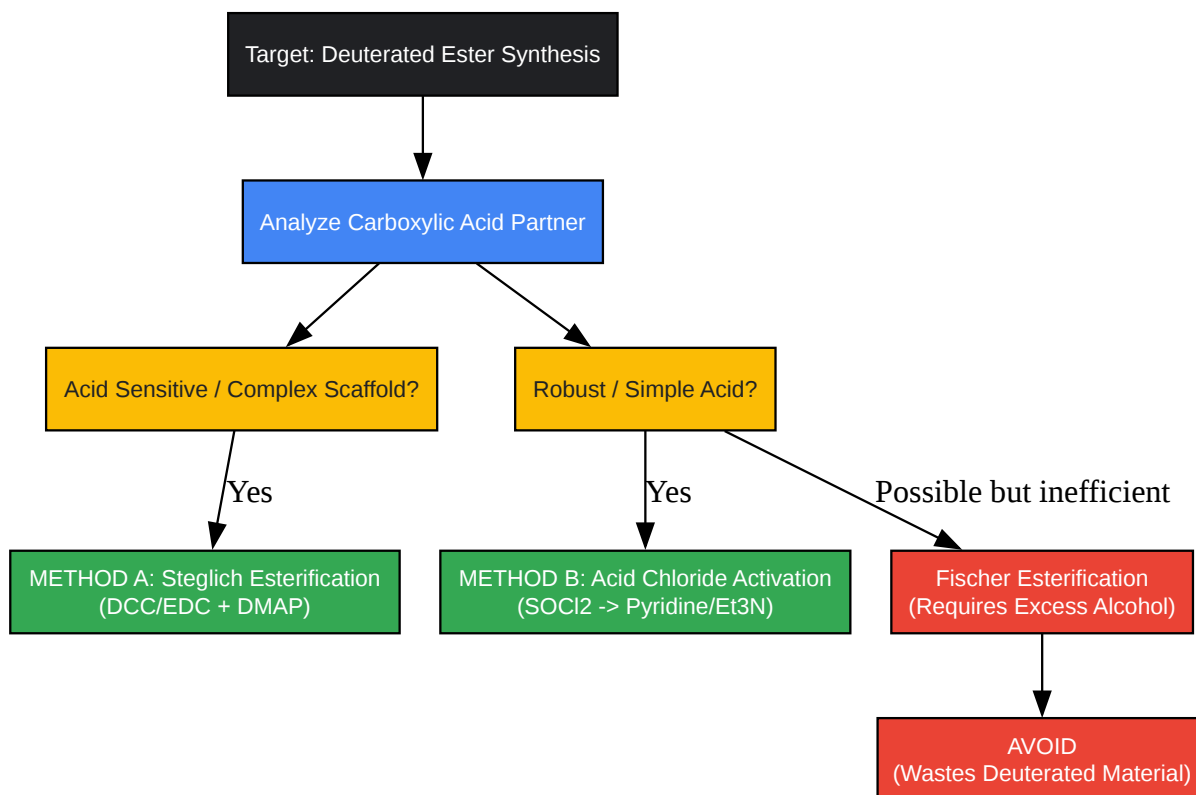 Target: Deuterated Ester Synthesis
Analyze Carboxylic Acid Partner
Acid Sensitive / Complex Scaffold?
Robust / Simple Acid?
Yes
Yes
Possible but inefficient
METHOD A: Steglich Esterification
(DCC/EDC + DMAP)
METHOD B: Acid Chloride Activation
(SOCl2 -> Pyridine/Et3N)
Fischer Esterification
(Requires Excess Alcohol)
AVOID
(Wastes Deuterated Material)